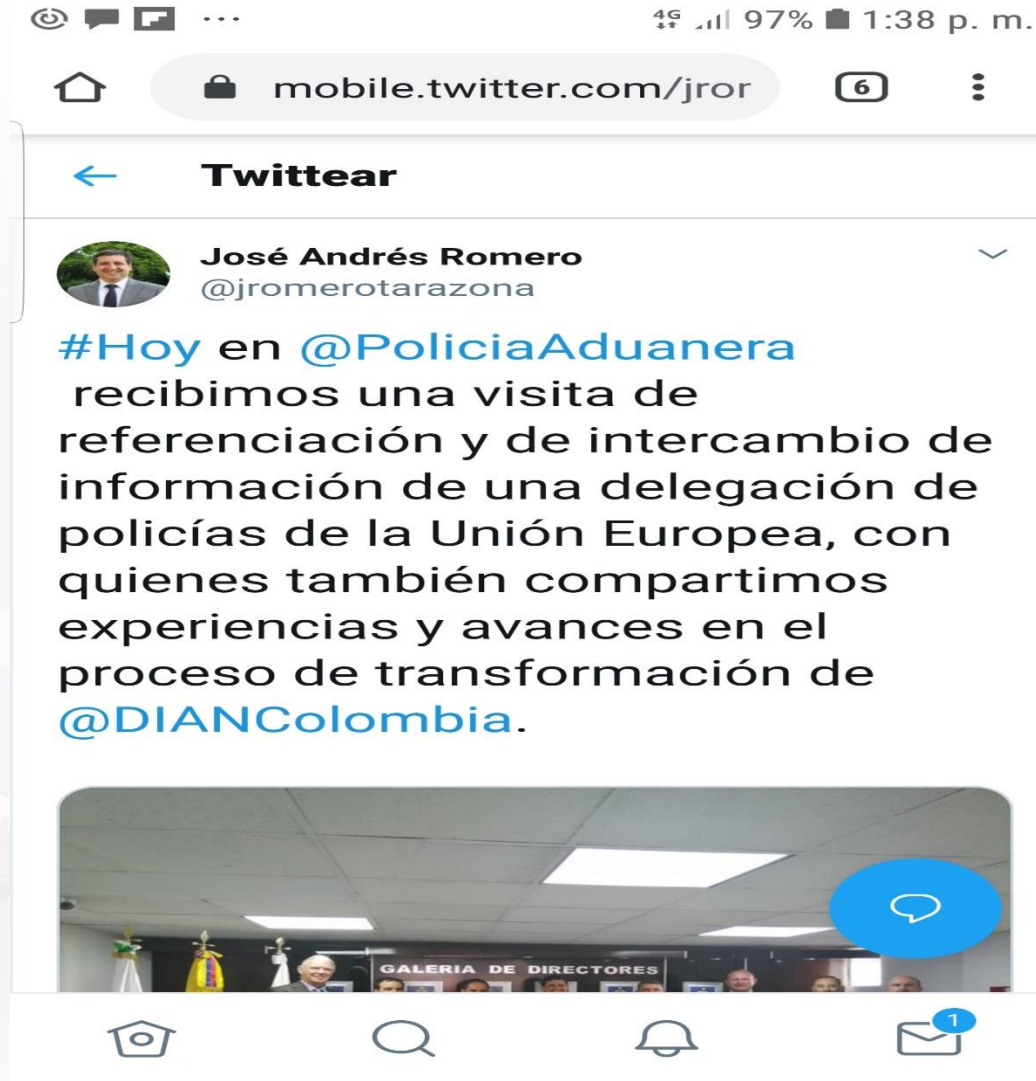 4G 97% 1:38 p. m.
mobile.twitter.com/jror 6
Twittear
José Andrés Romero
@jromerotarazona
#Hoy en @PoliciaAduanera
recibimos una visita de
referenciación y de intercambio de
información de una delegación de
policías de la Unión Europea, con
quienes también compartimos
experiencias y avances en el
proceso de transformación de
@DIANColombia.
GALERIA DE DIRECTORES
1